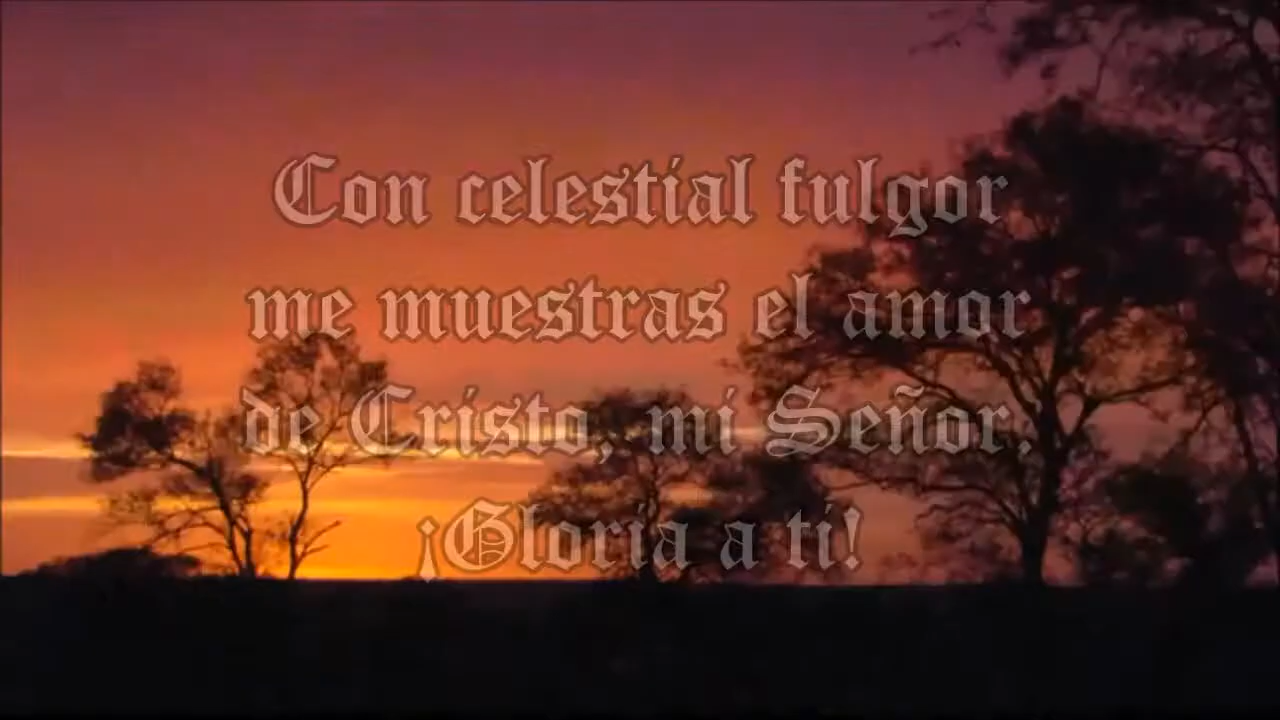 Con celestial fulgor
me muestras el amor
de Cristo, mi Señor.
¡Gloria a ti!